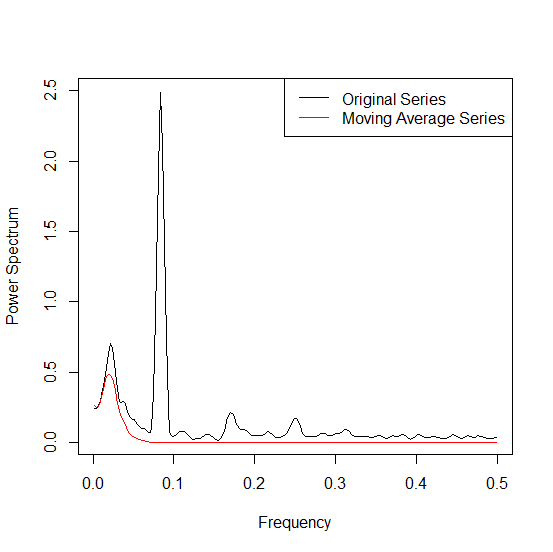 Original Series
Moving Average Series
2.5
2.0
1.5
1.0
0.5
0.0
Power Spectrum
0.0 0.1 0.2 0.3 0.4 0.5
Frequency